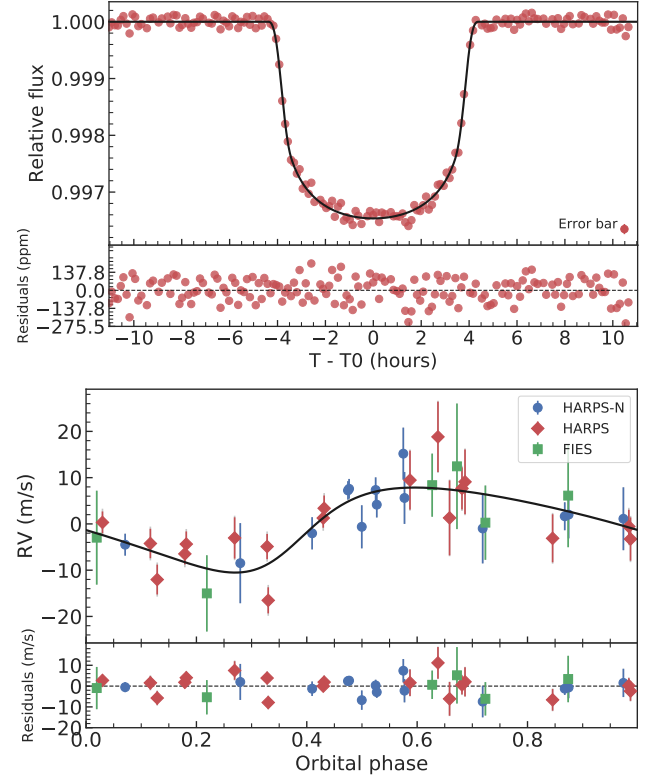 1.000
0.999
0.998
0.997
Relative flux
Error bar
137.8
0.0
−137.8
−275.5
Residuals (ppm)
−10 −8 −6 −4 −2 0 2 4 6 8 10
T - T0 (hours)
20
10
0
−10
−20
RV (m/s)
HARPS-N
HARPS
FIES
10
0
−10
−20
Residuals (m/s)
0.0 0.2 0.4 0.6 0.8
Orbital phase